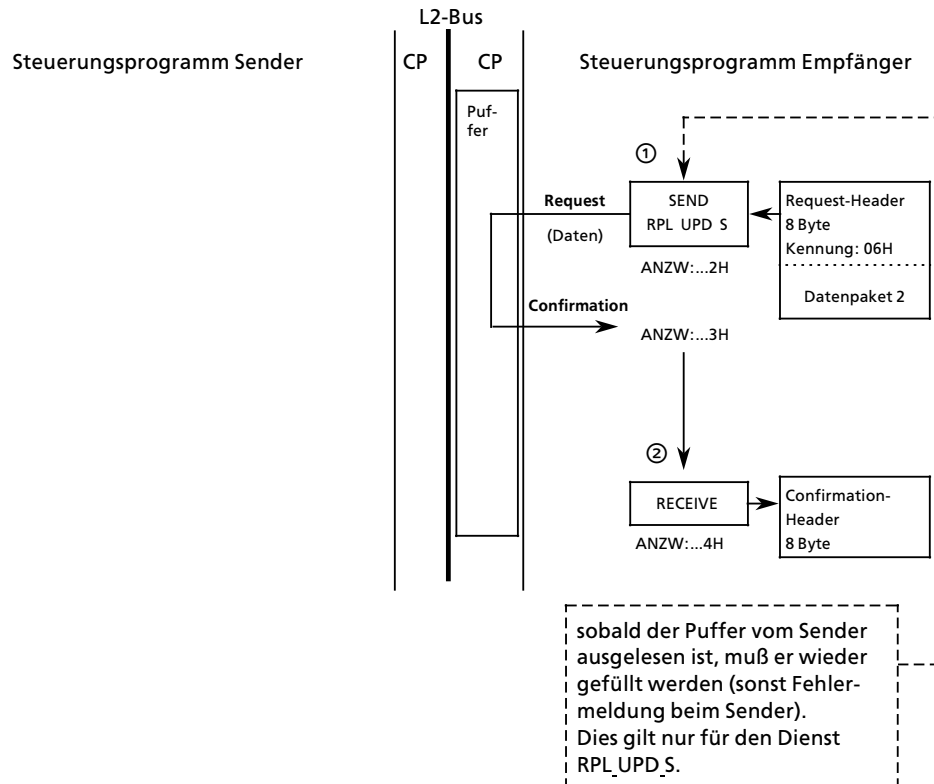 L2-Bus
Steuerungsprogramm Sender
CP
CP
Steuerungsprogramm Empfänger
Puf-
fer
①
Request
(Daten)
SEND
RPL UPD S
Request-Header
8 Byte
Kennung: 06H
Datenpaket 2
ANZW:...2H
Confirmation
ANZW:...3H
②
RECEIVE
Confirmation-
Header
8 Byte
ANZW:...4H
sobald der Puffer vom Sender
ausgelesen ist, muß er wieder
gefüllt werden (sonst Fehler-
meldung beim Sender).
Dies gilt nur für den Dienst
RPL_UPD_S.